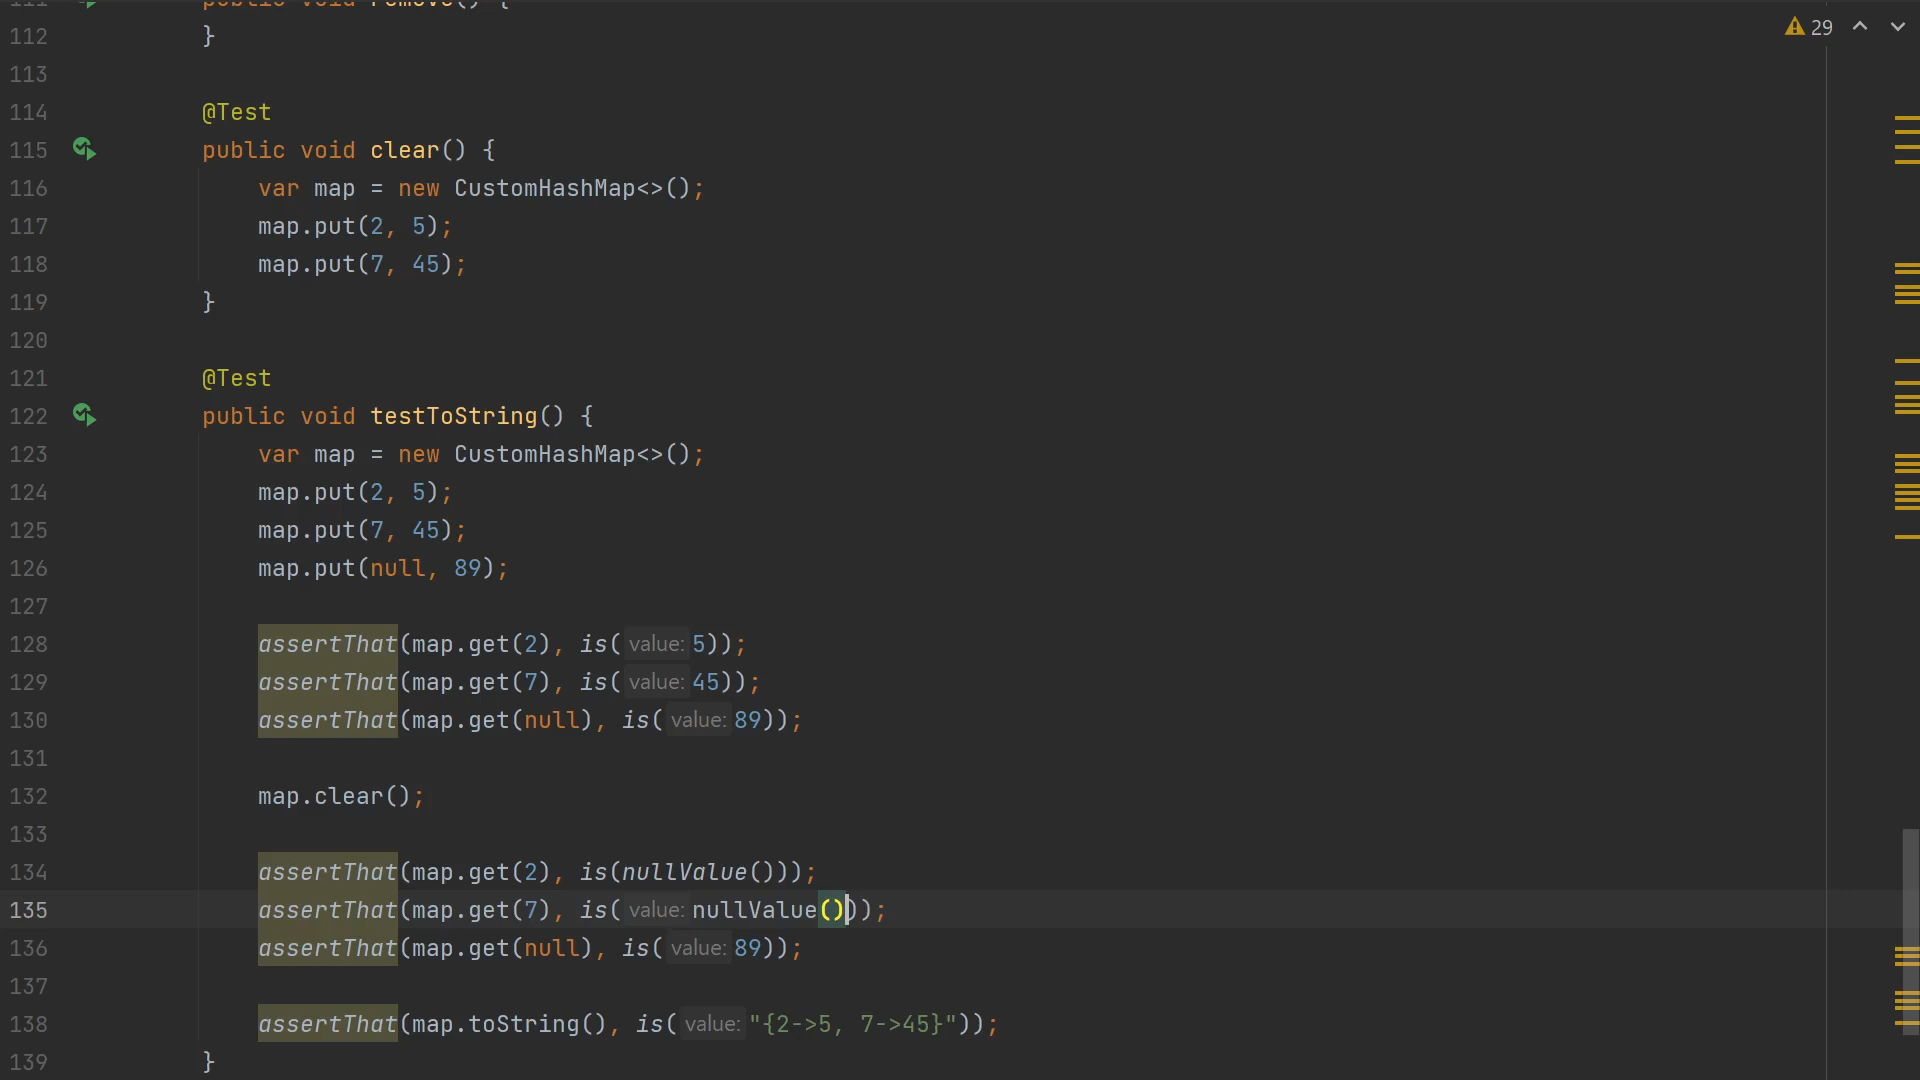 111 public void remove() {
29
112 }
113
114 @Test
115 public void clear() {
116 var map = new CustomHashMap<>();
117 map.put(2, 5);
118 map.put(7, 45);
119 }
120
121 @Test
122 public void testToString() {
123 var map = new CustomHashMap<>();
124 map.put(2, 5);
125 map.put(7, 45);
126 map.put(null, 89);
127
128 assertThat(map.get(2), is( value: 5));
129 assertThat(map.get(7), is( value: 45));
130 assertThat(map.get(null), is( value: 89));
131
132 map.clear();
133
134 assertThat(map.get(2), is(nullValue()));
135 assertThat(map.get(7), is( value: nullValue()));
136 assertThat(map.get(null), is( value: 89));
137
138 assertThat(map.toString(), is( value: "{2->5, 7->45}"));
139 }